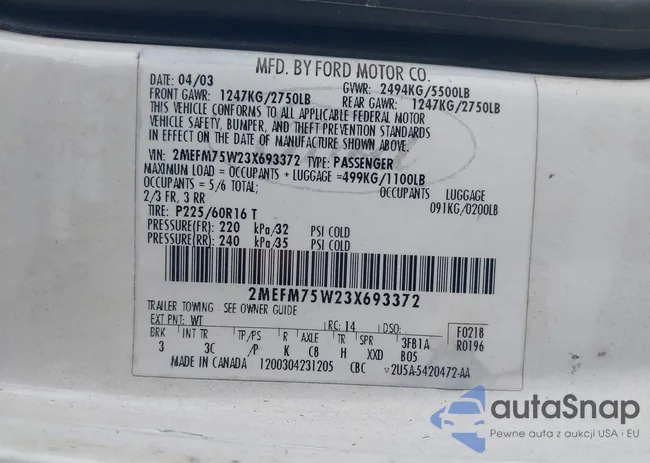 MFD. BY FORD MOTOR CO.
DATE: 04/03 GVWR: 2494KG/5500LB
FRONT GAWR: 1247KG/2750LB REAR GAWR: 1247KG/2750LB
THIS VEHICLE CONFORMS TO ALL APPLICABLE FEDERAL MOTOR
VEHICLE SAFETY, BUMPER, AND THEFT PREVENTION STANDARDS
IN EFFECT ON THE DATE OF MANUFACTURE SHOWN ABOVE.
VIN: 2MEFM75W23X693372 TYPE: PASSENGER
MAXIMUM LOAD = OCCUPANTS + LUGGAGE = 499KG/1100LB
OCCUPANTS = 5/6 TOTAL; OCCUPANTS LUGGAGE
2/3 FR, 3 RR 091KG/0200LB
TIRE: P225/60R16 T
PRESSURE(FR): 220 kPa/32 PSI COLD
PRESSURE(RR): 240 kPa/35 PSI COLD
2MEFM75W23X693372
TRAILER TOWING - SEE OWNER GUIDE
EXT PNT: WT RC: 14 DSO: F0218
BRK INT TR TP/PS R AXLE TR SPR 3FB1A R0196
3 3C /P K C8 H XXD B05
MADE IN CANADA 1200304231205 CBC 2U5A-5420472-AA
autoSnap
Pewne auta z aukcji USA i EU